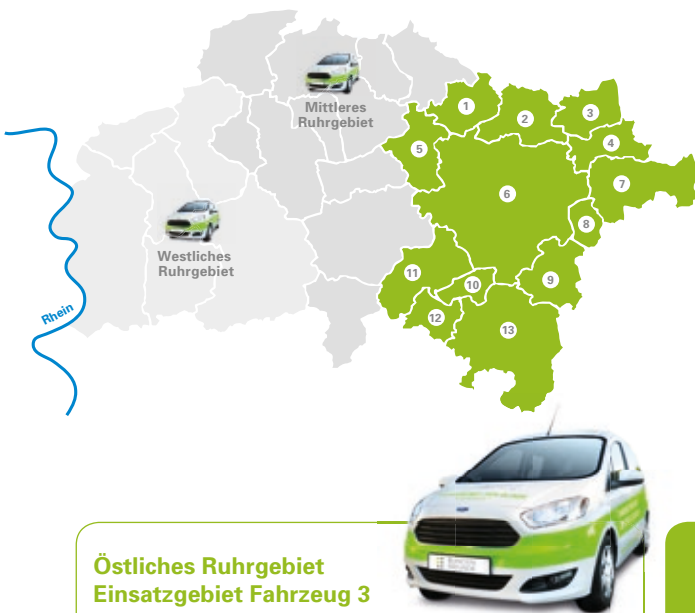 Mittleres
Ruhrgebiet
1
2
3
4
5
6
7
8
9
10
11
12
13
Westliches
Ruhrgebiet
Rhein
Östliches Ruhrgebiet
Einsatzgebiet Fahrzeug 3